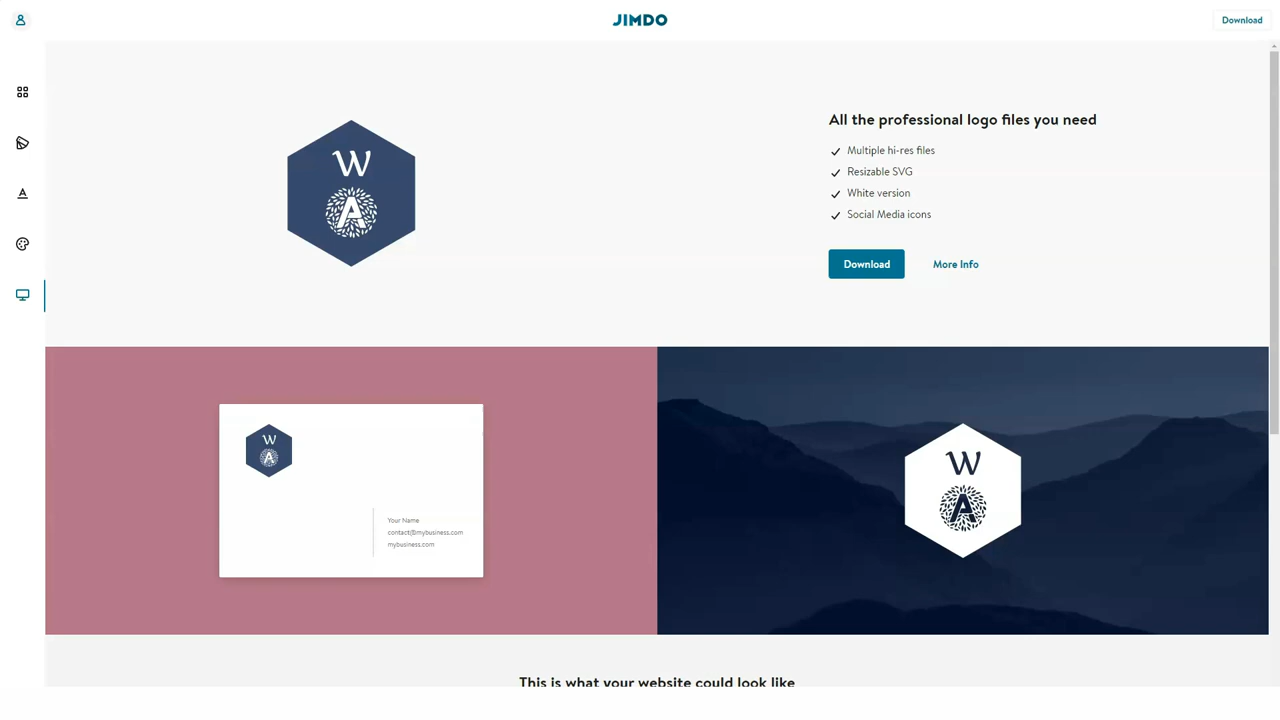 JIMDO
Download
W
A
All the professional logo files you need
Multiple hi-res files
Resizable SVG
White version
Social Media icons
Download
More Info
W
A
Your Name
contact@mybusiness.com
mybusiness.com
W
A
This is what your website could look like